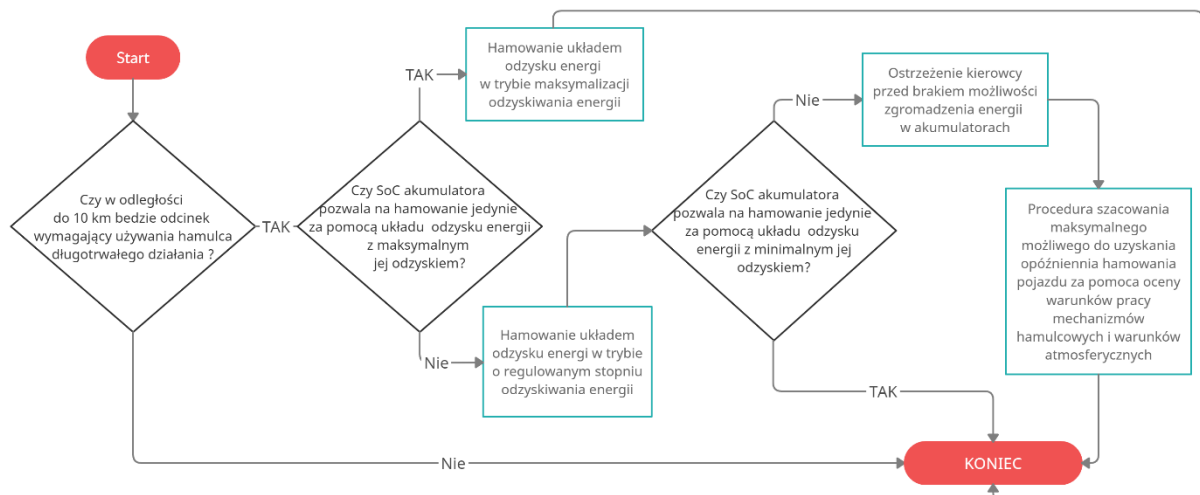 Start
Czy w odległości
do 10 km bedzie odcinek
wymagający używania hamulca
długotrwałego działania ?
TAK
Czy SoC akumulatora
pozwala na hamowanie jedynie
za pomocą układu odzysku energii
z maksymalnym
jej odzyskiem?
TAK
Hamowanie układem
odzysku energi
w trybie maksymalizacji
odzyskiwania energii
Nie
Hamowanie układem
odzysku energi w trybie
o regulowanym stopniu
odzyskiwania energii
Czy SoC akumulatora
pozwala na hamowanie jedynie
za pomocą układu odzysku
energii z minimalnym jej
odzyskiem?
Nie
Ostrzeżenie kierowcy
przed brakiem możliwości
zgromadzenia energii
w akumulatorach
Procedura szacowania
maksymalnego
możliwego do uzyskania
opóźniennia hamowania
pojazdu za pomoca oceny
warunków pracy
mechanizmów
hamulcowych i warunków
atmosferycznych
TAK
Nie
KONIEC